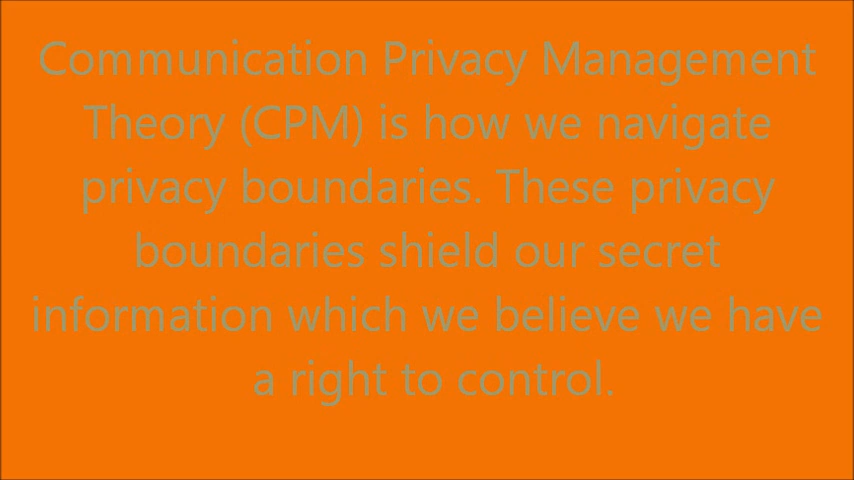 Communication Privacy Management
Theory (CPM) is how we navigate
privacy boundaries. These privacy
boundaries shield our secret
information which we believe we have
a right to control.